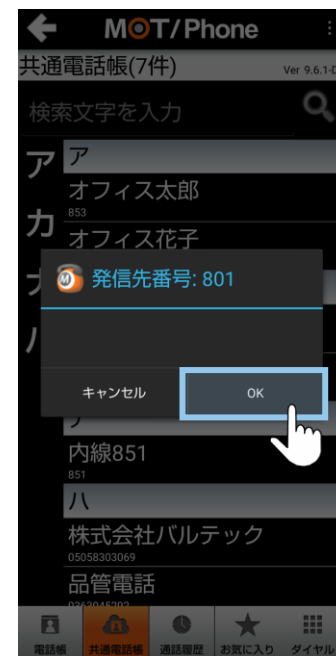 MOT/Phone
共通電話帳(7件)
Ver 9.6.1-D
検索文字を入力
ア
ア
オフィス太郎
853
カ
オフィス花子
発信先番号: 801
キャンセル
OK
内線851
851
ハ
株式会社バルテック
05058303069
品管電話
電話帳
共通電話帳
通話履歴
お気に入り
ダイヤル